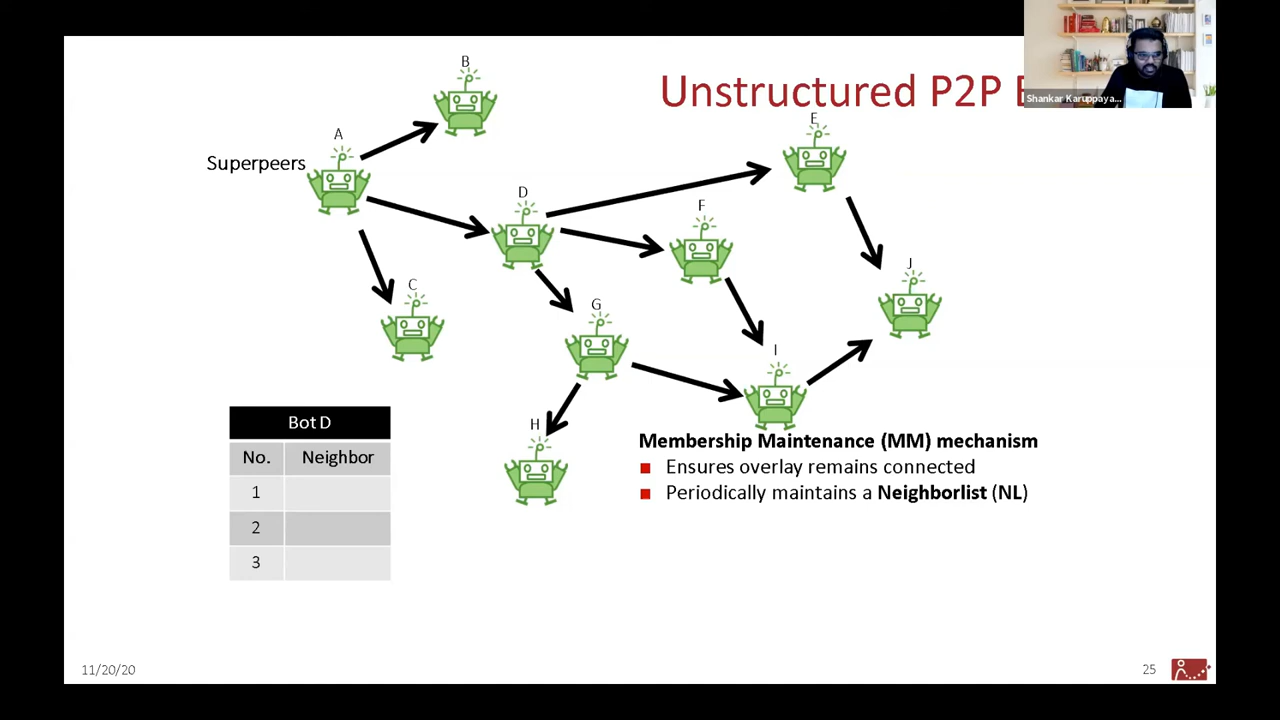 Unstructured P2P
Shankar Karuppaya...
B
A
E
Superpeers
D
F
J
C
G
I
H
Bot D
No. Neighbor
1
2
3
Membership Maintenance (MM) mechanism
Ensures overlay remains connected
Periodically maintains a Neighborlist (NL)
11/20/20
25